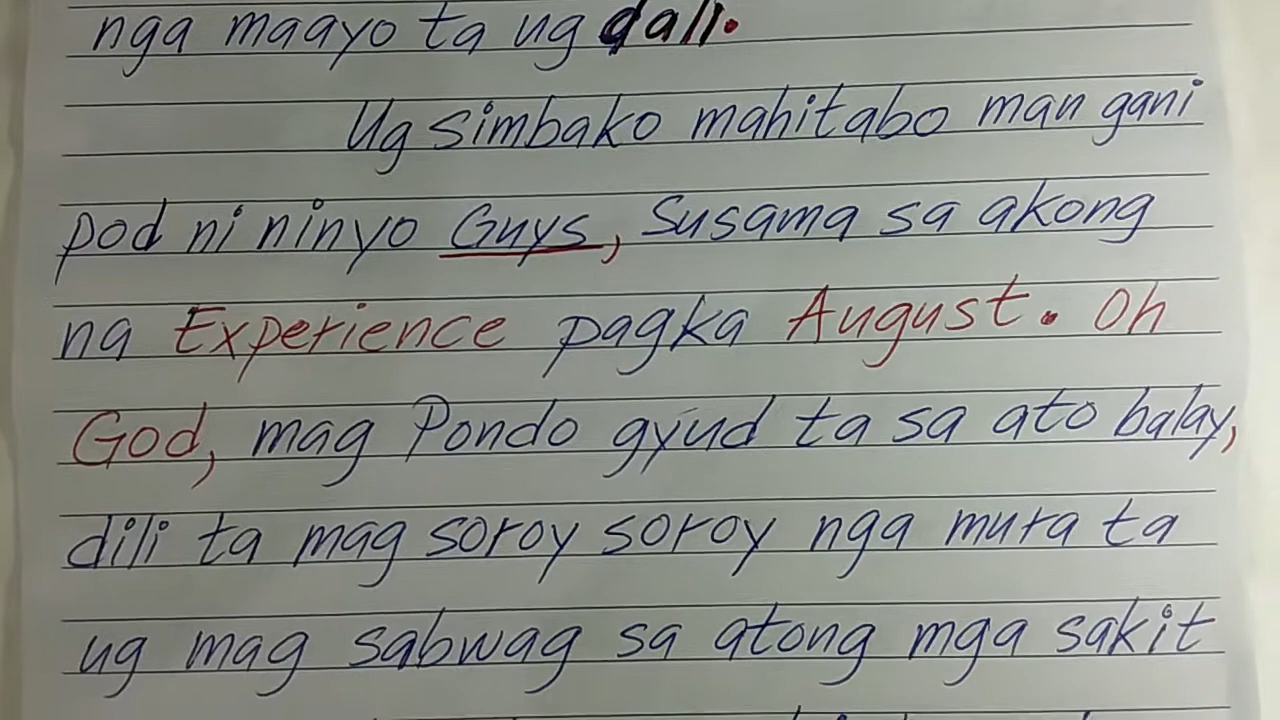 nga maayo ta ug dali.
Ug simbako mahitabo man gani
pod ni ninyo Guys, Susama sa akong
na Experience pagka August. Oh
God, mag Pondo gyud ta sa ato balay,
dili ta mag soroy soroy nga mura ta
ug mag sabwag sa atong mga sakit